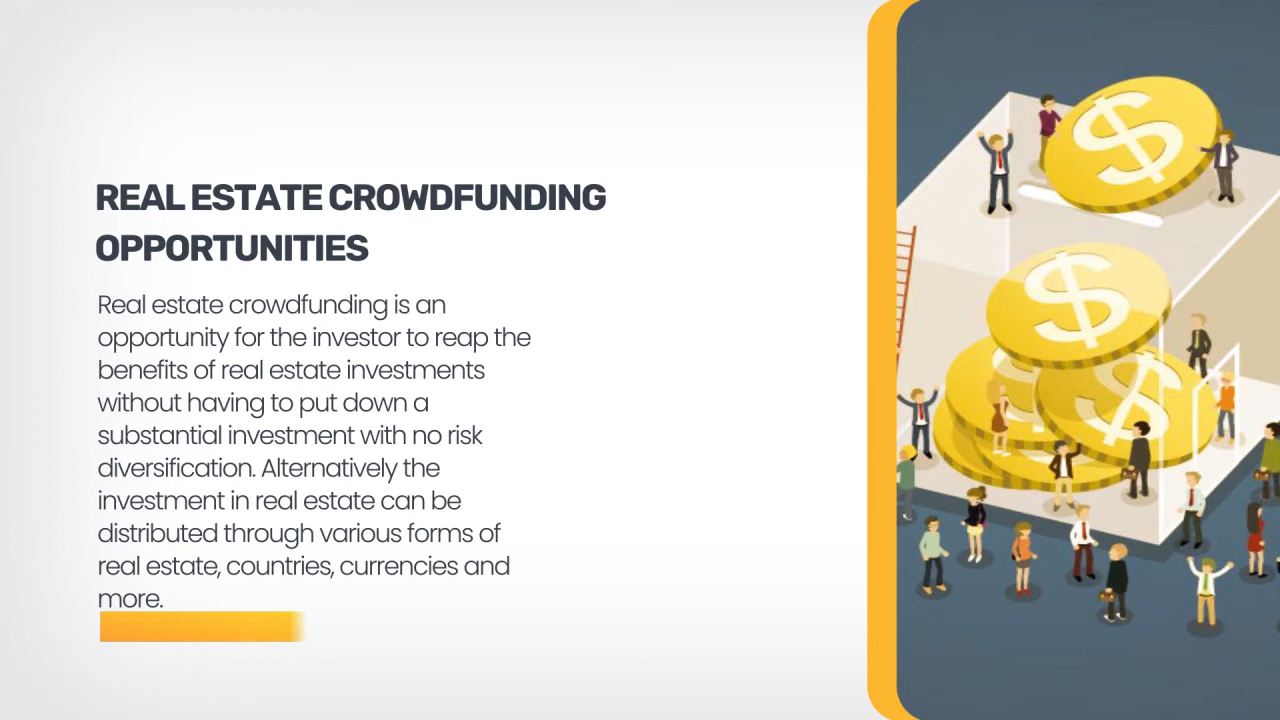 REAL ESTATE CROWDFUNDING
OPPORTUNITIES
Real estate crowdfunding is an
opportunity for the investor to reap the
benefits of real estate investments
without having to put down a
substantial investment with no risk
diversification. Alternatively the
investment in real estate can be
distributed through various forms of
real estate, countries, currencies and
more.
$
$
$
$